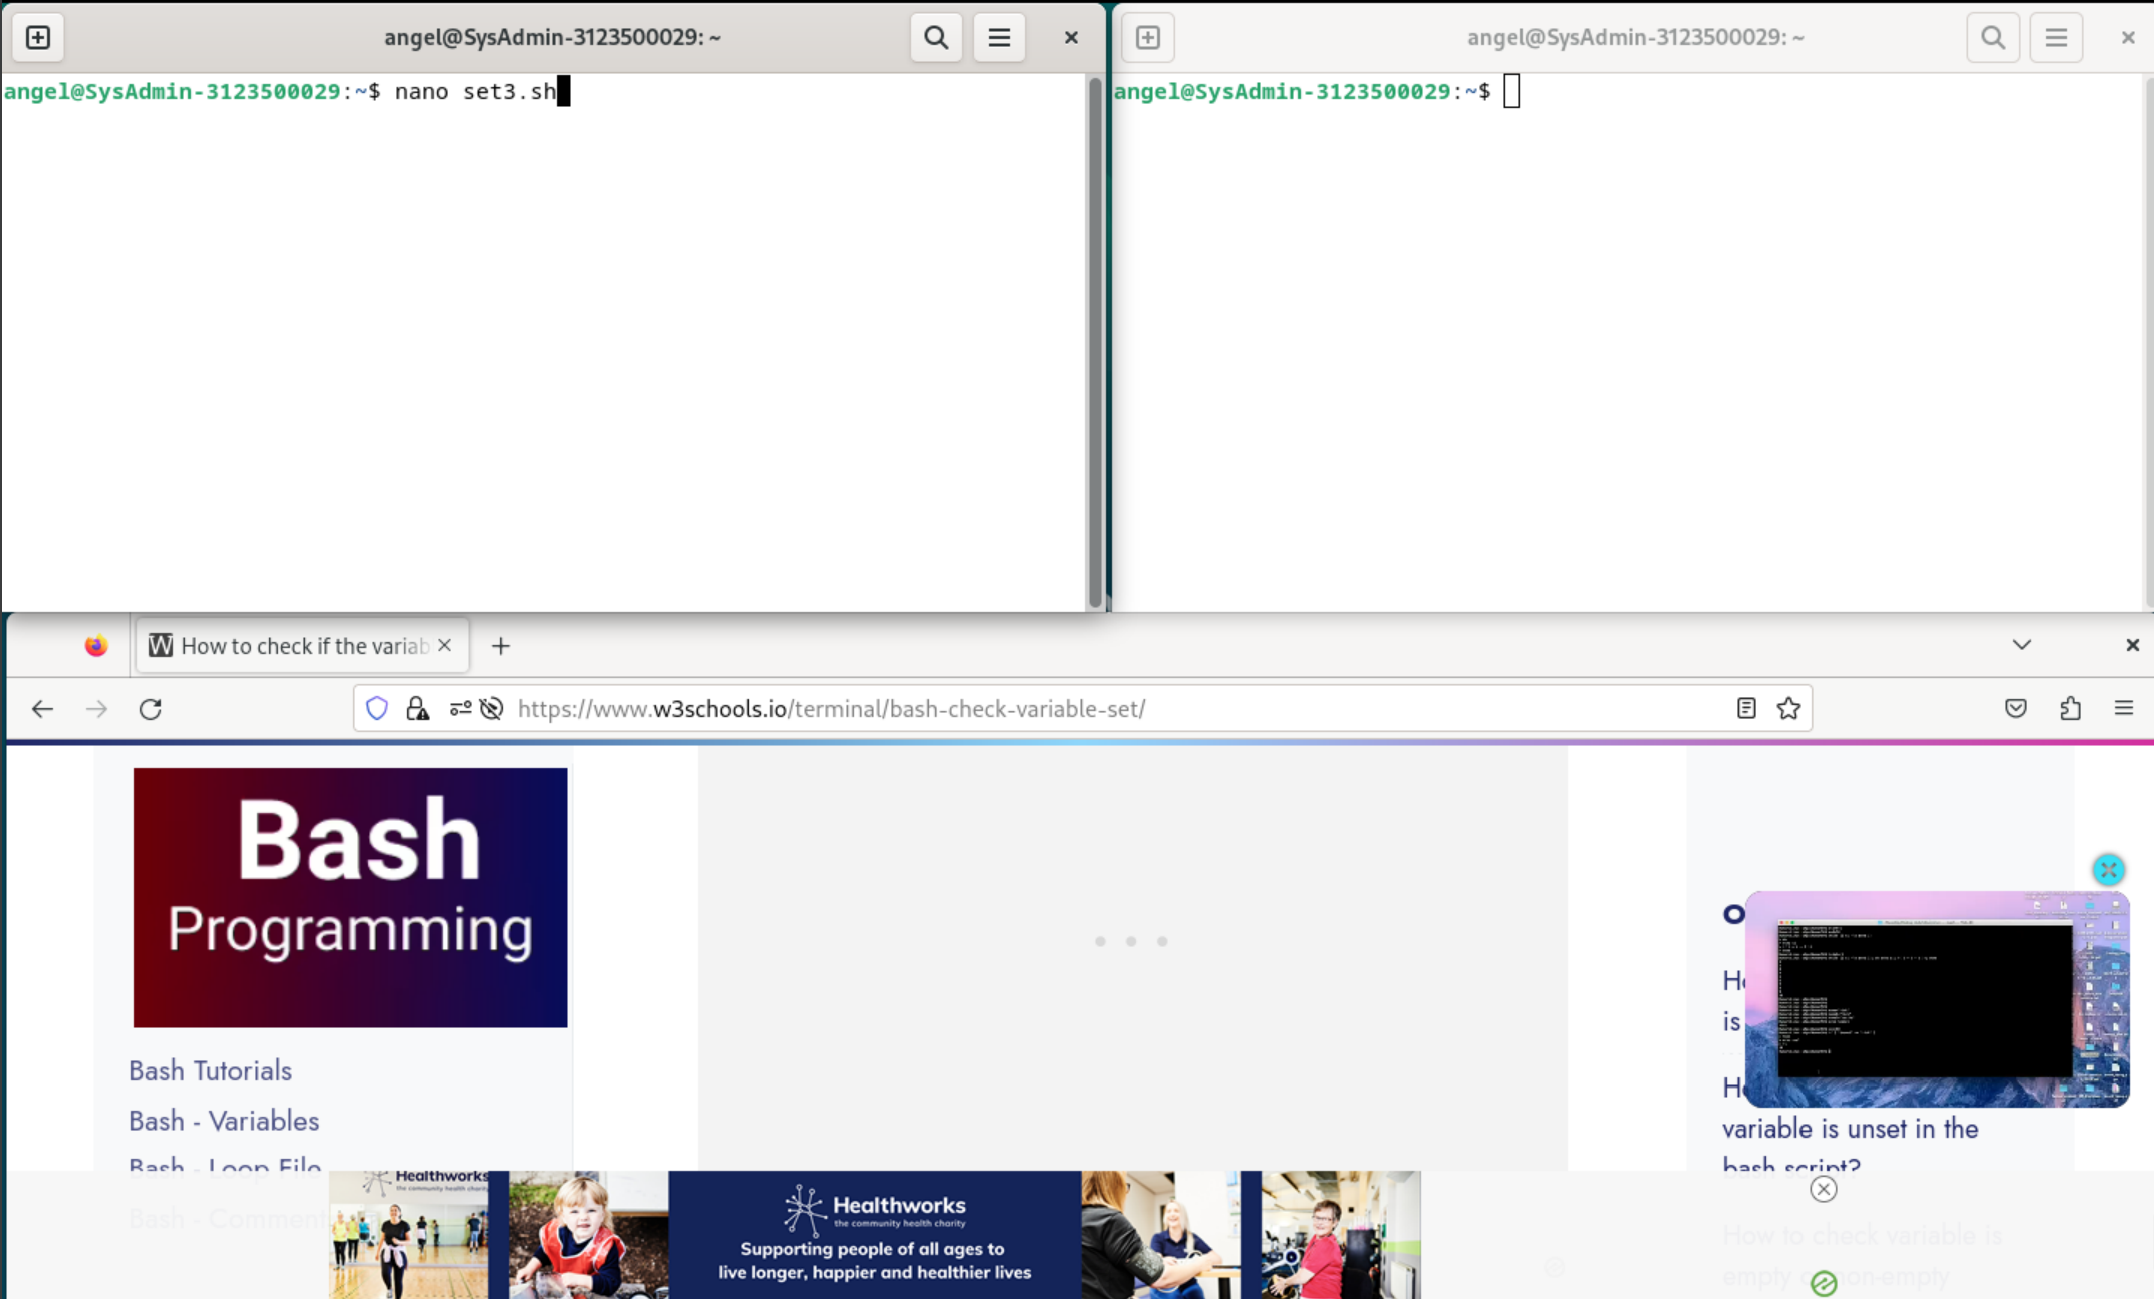 angel@SysAdmin-3123500029: ~
angel@SysAdmin-3123500029:~$ nano set3.sh
angel@SysAdmin-3123500029: ~
angel@SysAdmin-3123500029:~$
How to check if the variab
https://www.w3schools.io/terminal/bash-check-variable-set/
Bash
Programming
Bash Tutorials
Bash - Variables
Bash - Loop File
Bash - Comment
is
variable is unset in the
bash script?
How to check variable is
empty or non-empty
Healthworks
the community health charity
Healthworks
the community health charity
Supporting people of all ages to
live longer, happier and healthier lives